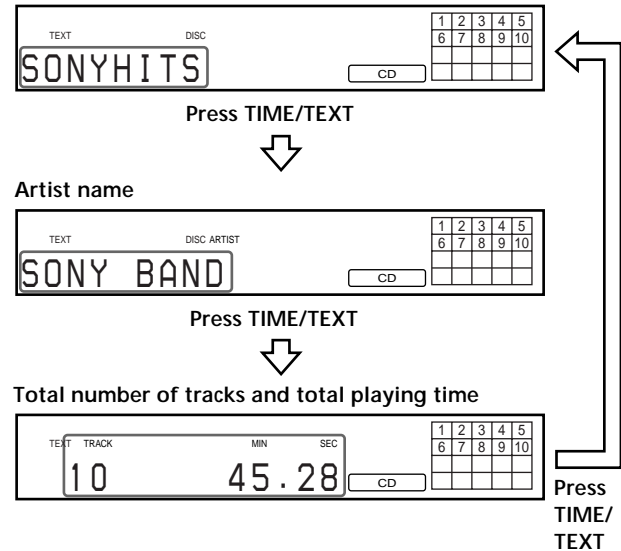 TEXT DISC
1 2 3 4 5
6 7 8 9 10
SONYHITS
CD
Press TIME/TEXT
Artist name
TEXT DISC ARTIST
1 2 3 4 5
6 7 8 9 10
SONY BAND
CD
Press TIME/TEXT
Total number of tracks and total playing time
TEXT TRACK MIN SEC
1 2 3 4 5
6 7 8 9 10
10 45.28
CD
Press
TIME/
TEXT